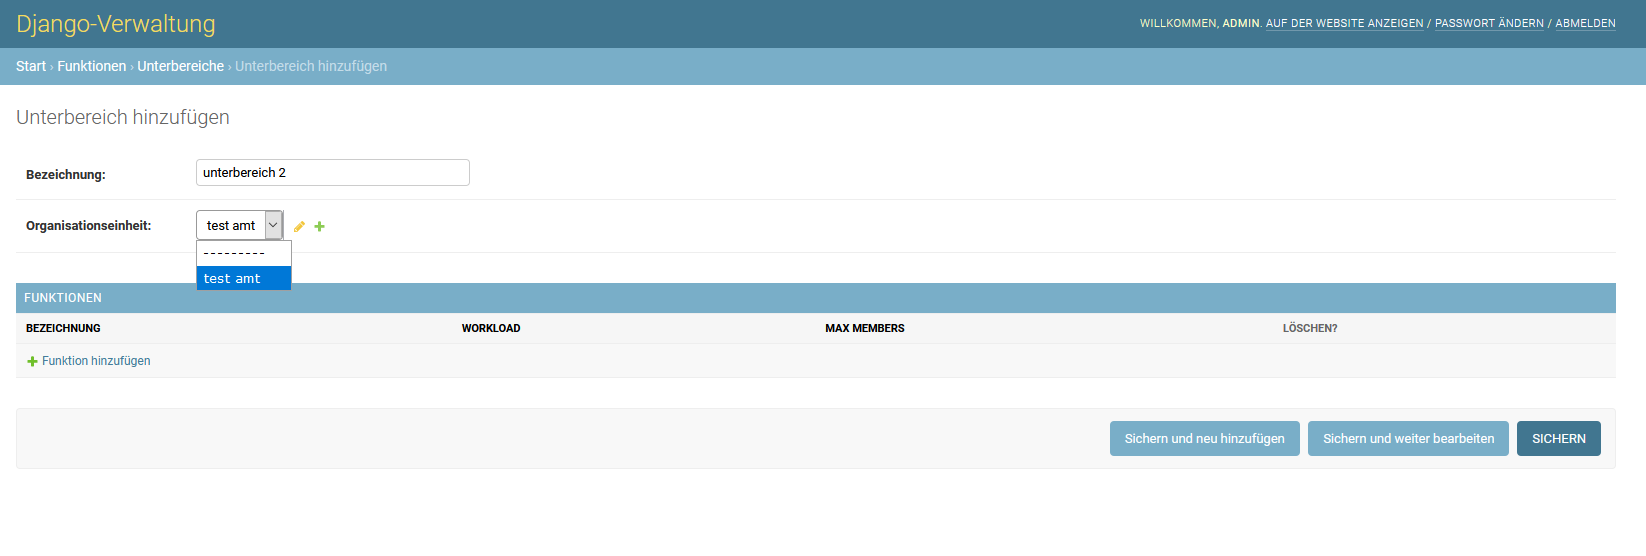 Django-Verwaltung
WILLKOMMEN, ADMIN. AUF DER WEBSITE ANZEIGEN / PASSWORT ÄNDERN / ABMELDEN
Start › Funktionen › Unterbereiche › Unterbereich hinzufügen
Unterbereich hinzufügen
Bezeichnung: unterbereich 2
Organisationseinheit: test amt
---------
test amt
FUNKTIONEN
BEZEICHNUNG WORKLOAD MAX MEMBERS LÖSCHEN?
Funktion hinzufügen
Sichern und neu hinzufügen Sichern und weiter bearbeiten SICHERN